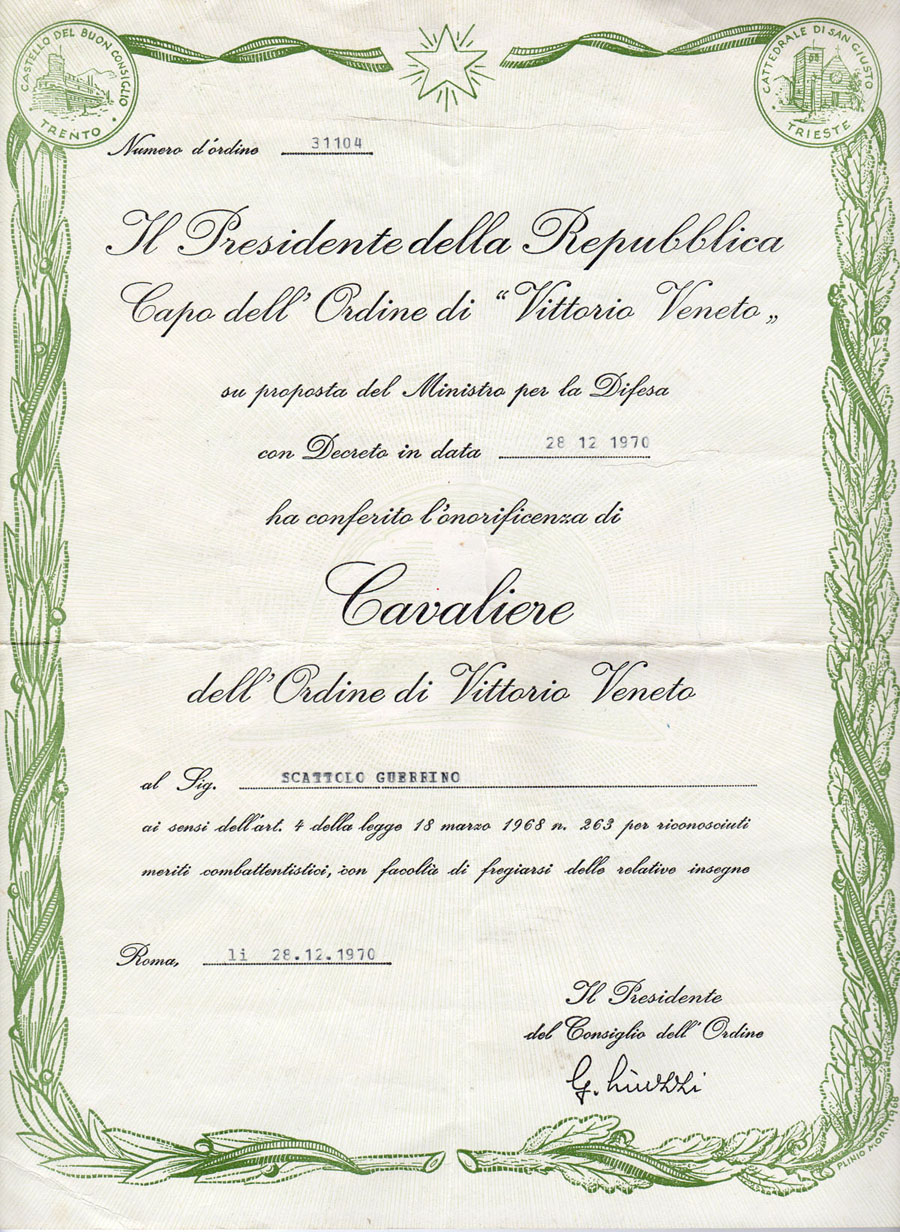 CASTELLO DEL BUON CONSIGLIO
TRENTO
CATTEDRALE DI SAN GIUSTO
TRIESTE
Numero d'ordine 31104
Il Presidente della Repubblica
Capo dell'Ordine di "Vittorio Veneto„
su proposta del Ministro per la Difesa
con Decreto in data 28 12 1970
ha conferito l'onorificenza di
Cavaliere
dell'Ordine di Vittorio Veneto
al Sig. SCATTOLO GUERRINO
ai sensi dell'art. 4 della legge 18 marzo 1968 n. 263 per riconosciuti
meriti combattentistici, con facoltà di fregiarsi delle relative insegne
Roma, li 28.12.1970
Il Presidente
del Consiglio dell'Ordine
G.
PLINIO
1968